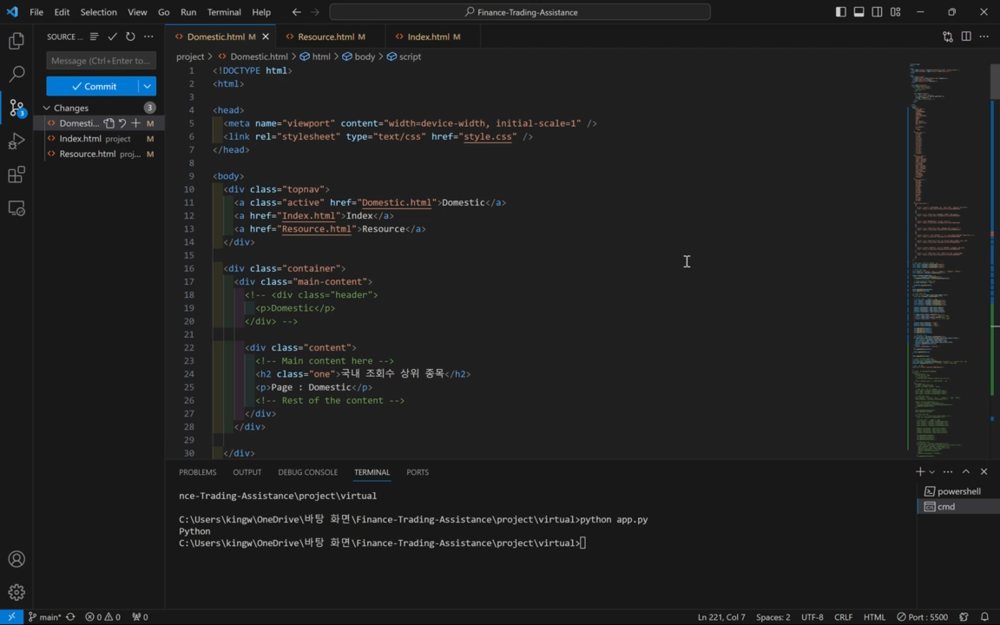 File Edit Selection View Go Run Terminal Help
Finance-Trading-Assistance
SOURCE ...
Domestic.html M
Resource.html M
Index.html M
Message (Ctrl+Enter to...
project > Domestic.html > html > body > script
Commit
Changes 3
Domesti... M
Index.html project M
Resource.html proj... M
3
1 <!DOCTYPE html>
2 <html>
3
4 <head>
5 <meta name="viewport" content="width=device-width, initial-scale=1" />
6 <link rel="stylesheet" type="text/css" href="style.css" />
7 </head>
8
9 <body>
10 <div class="topnav">
11 <a class="active" href="Domestic.html">Domestic</a>
12 <a href="Index.html">Index</a>
13 <a href="Resource.html">Resource</a>
14 </div>
15
16 <div class="container">
17 <div class="main-content">
18 <!-- <div class="header">
19 <p>Domestic</p>
20 </div> -->
21
22 <div class="content">
23 <!-- Main content here -->
24 <h2 class="one">국내 조회수 상위 종목</h2>
25 <p>Page : Domestic</p>
26 <!-- Rest of the content -->
27 </div>
28 </div>
29
30 </div>
PROBLEMS OUTPUT DEBUG CONSOLE TERMINAL PORTS
powershell
cmd
nce-Trading-Assistance\project\virtual
C:\Users\kingw\OneDrive\바탕 화면\Finance-Trading-Assistance\project\virtual>python app.py
Python
C:\Users\kingw\OneDrive\바탕 화면\Finance-Trading-Assistance\project\virtual>
main* 0 0 0 Ln 221, Col 7 Spaces: 2 UTF-8 CRLF HTML Port : 5500